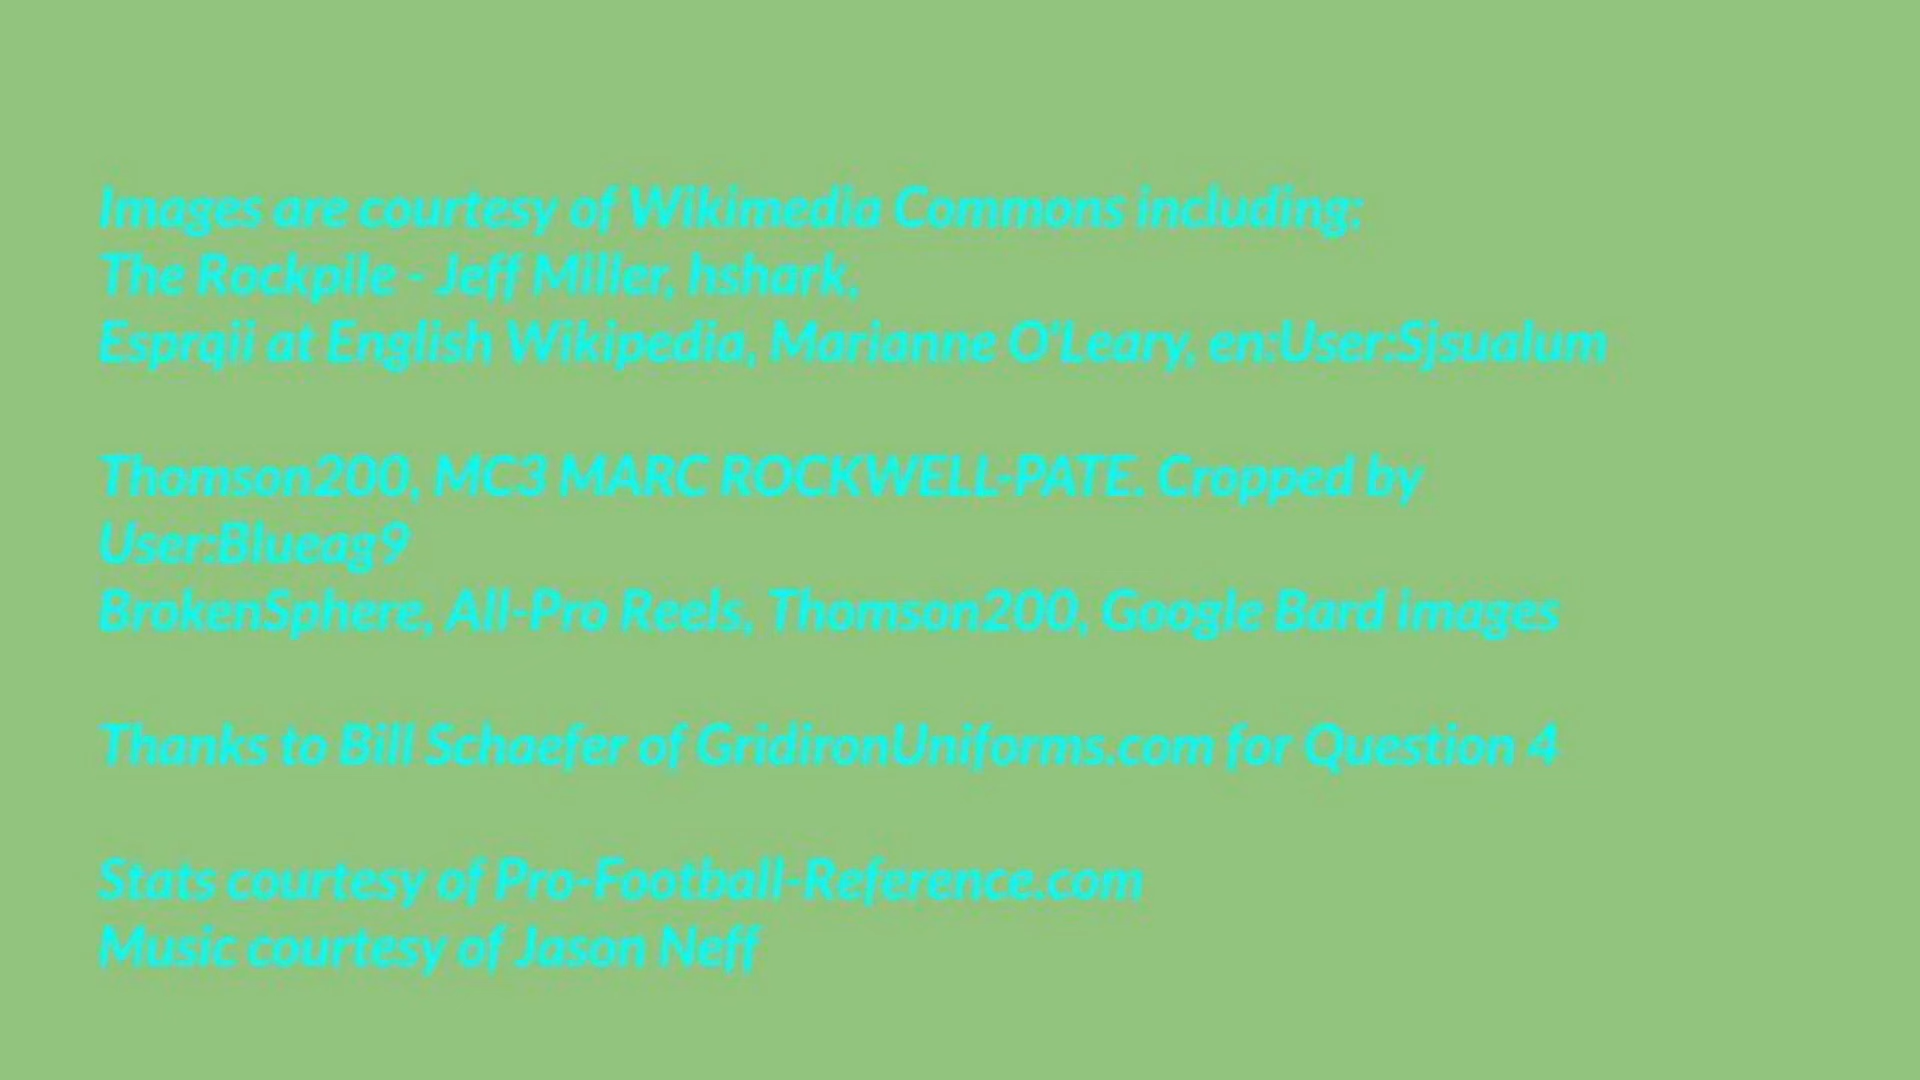 Images are courtesy of Wikimedia Commons including:
The Rockpile - Jeff Miller, hshark,
Esprqii at English Wikipedia, Marianne O'Leary, en:User:Sjsualum
Thomson200, MC3 MARC ROCKWELL-PATE. Cropped by
User:Blueag9
BrokenSphere, All-Pro Reels, Thomson200, Google Bard images
Thanks to Bill Schaefer of GridironUniforms.com for Question 4
Stats courtesy of Pro-Football-Reference.com
Music courtesy of Jason Neff